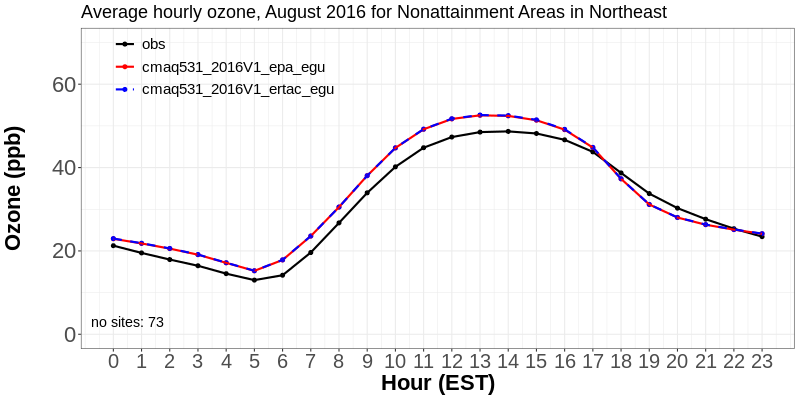 Average hourly ozone, August 2016 for Nonattainment Areas in Northeast
obs
cmaq531_2016V1_epa_egu
cmaq531_2016V1_ertac_egu
Ozone (ppb)
60
40
20
0
no sites: 73
0 1 2 3 4 5 6 7 8 9 10 11 12 13 14 15 16 17 18 19 20 21 22 23
Hour (EST)